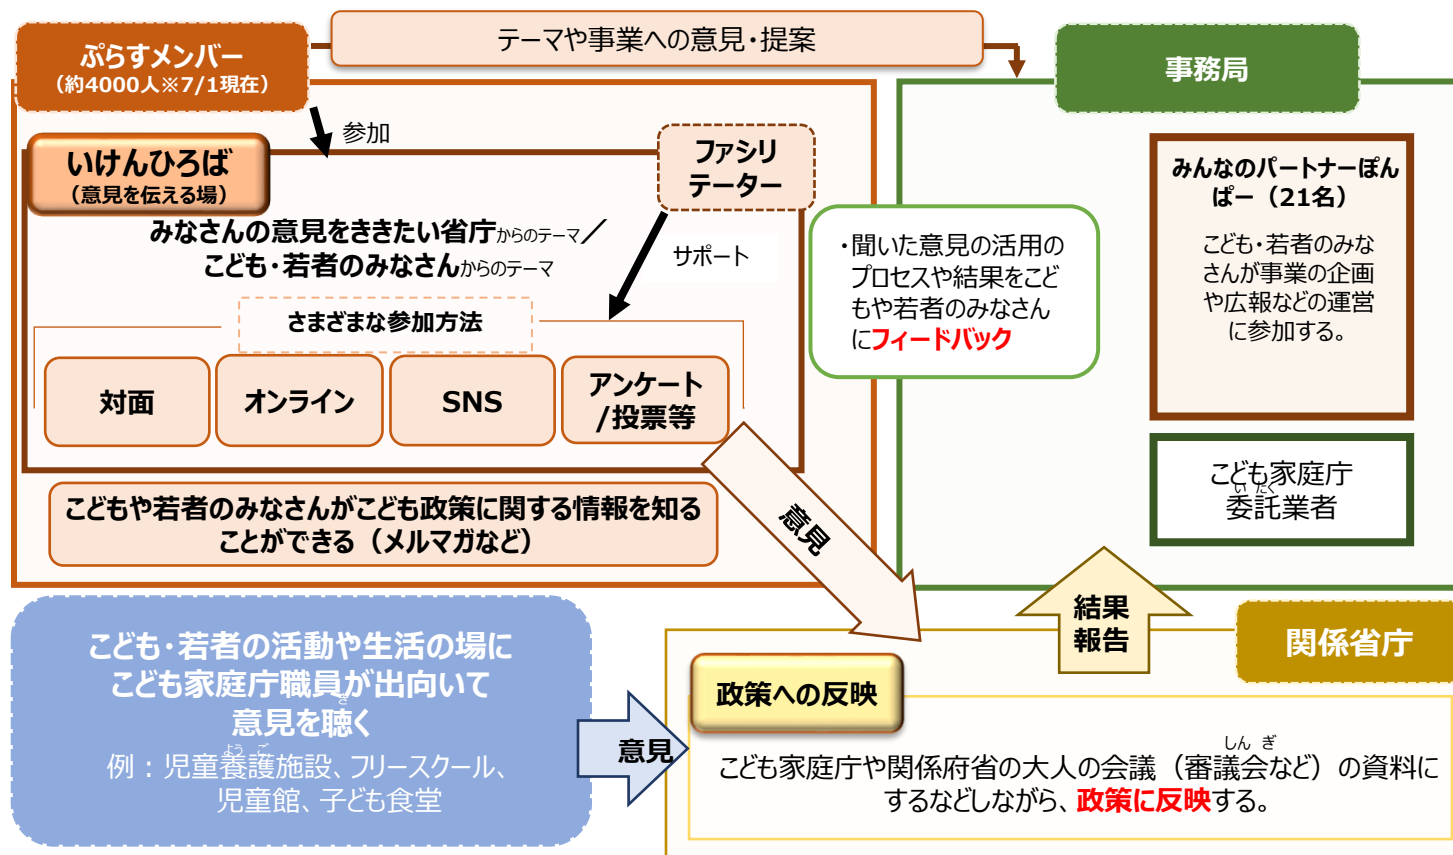 テーマや事業への意見・提案
ぷらすメンバー
（約4000人※7/1現在）
事務局
参加
いけんひろば
（意見を伝える場）
ファシリ
テーター
みなさんの意見をききたい省庁からのテーマ／
こども・若者のみなさんからのテーマ
サポート
さまざまな参加方法
対面
オンライン
SNS
アンケート
/投票等
こどもや若者のみなさんがこども政策に関する情報を知る
ことができる（メルマガなど）
・聞いた意見の活用の
プロセスや結果をこど
もや若者のみなさん
にフィードバック
みんなのパートナーぽん
ぱー（21名）
こども・若者のみな
さんが事業の企画
や広報などの運営
に参加する。
こども家庭庁
いたく
委託業者
意見
結果
報告
関係省庁
こども・若者の活動や生活の場に
こども家庭庁職員が出向いて
き
意見を聴く
ようご
例：児童養護施設、フリースクール、
児童館、子ども食堂
意見
政策への反映
しんぎ
こども家庭庁や関係府省の大人の会議（審議会など）の資料に
するなどしながら、政策に反映する。